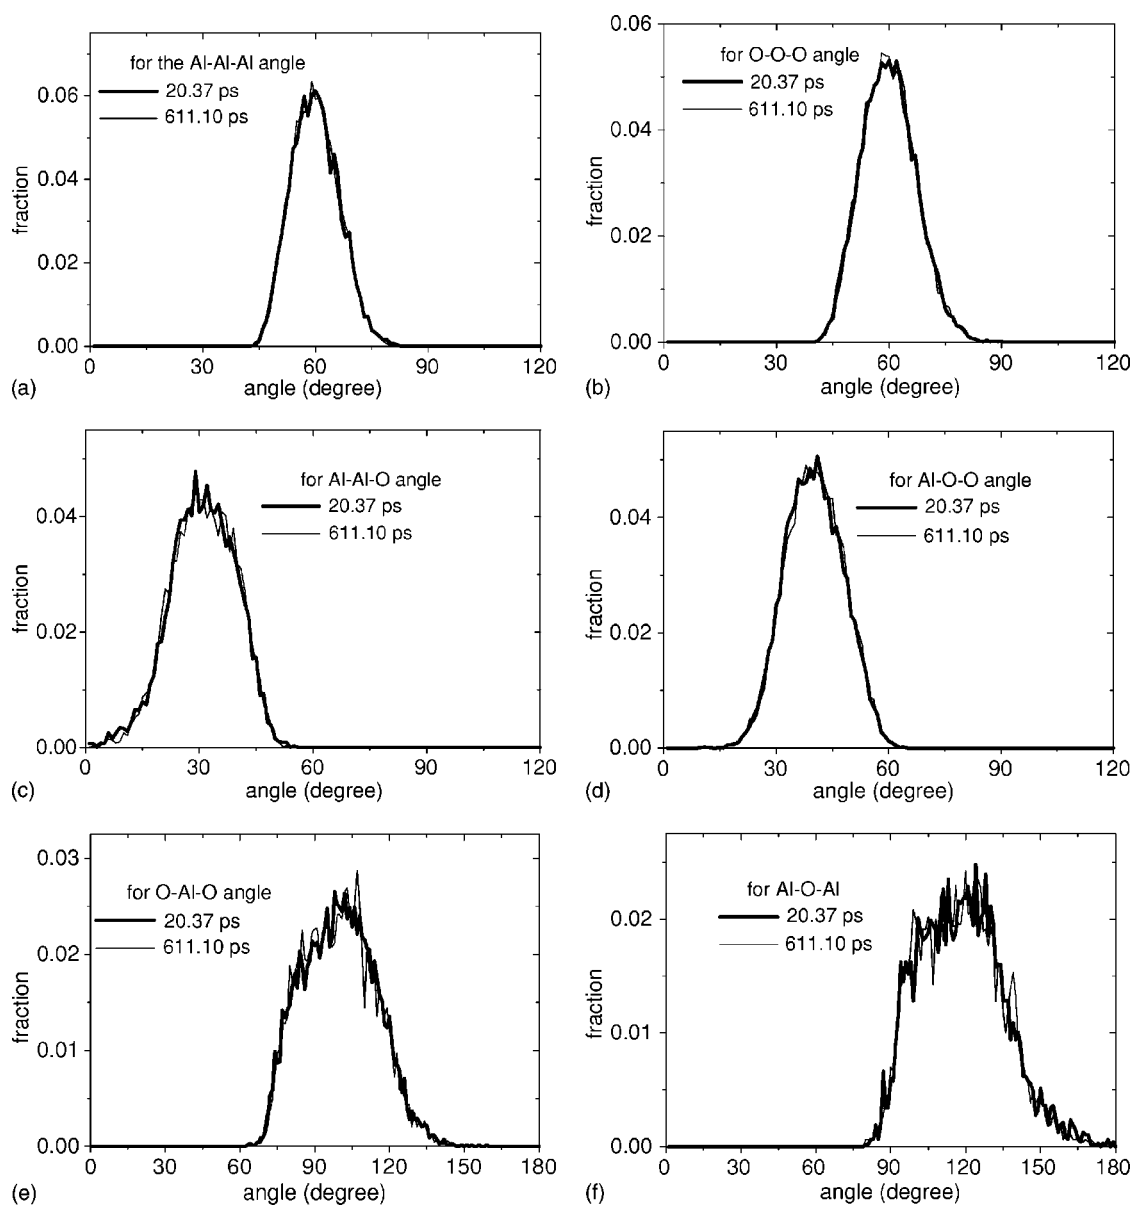 for the Al-Al-Al angle
20.37 ps
611.10 ps
fraction
0.06
0.04
0.02
0.00
0 30 60 90 120
angle (degree)
(a)
for O-O-O angle
20.37 ps
611.10 ps
fraction
0.06
0.04
0.02
0.00
0 30 60 90 120
angle (degree)
(b)
for Al-Al-O angle
20.37 ps
611.10 ps
fraction
0.04
0.02
0.00
0 30 60 90 120
angle (degree)
(c)
for Al-O-O angle
20.37 ps
611.10 ps
fraction
0.04
0.02
0.00
0 30 60 90 120
angle (degree)
(d)
for O-Al-O angle
20.37 ps
611.10 ps
fraction
0.03
0.02
0.01
0.00
0 30 60 90 120 150 180
angle (degree)
(e)
for Al-O-Al
20.37 ps
611.10 ps
fraction
0.02
0.01
0.00
0 30 60 90 120 150 180
angle (degree)
(f)